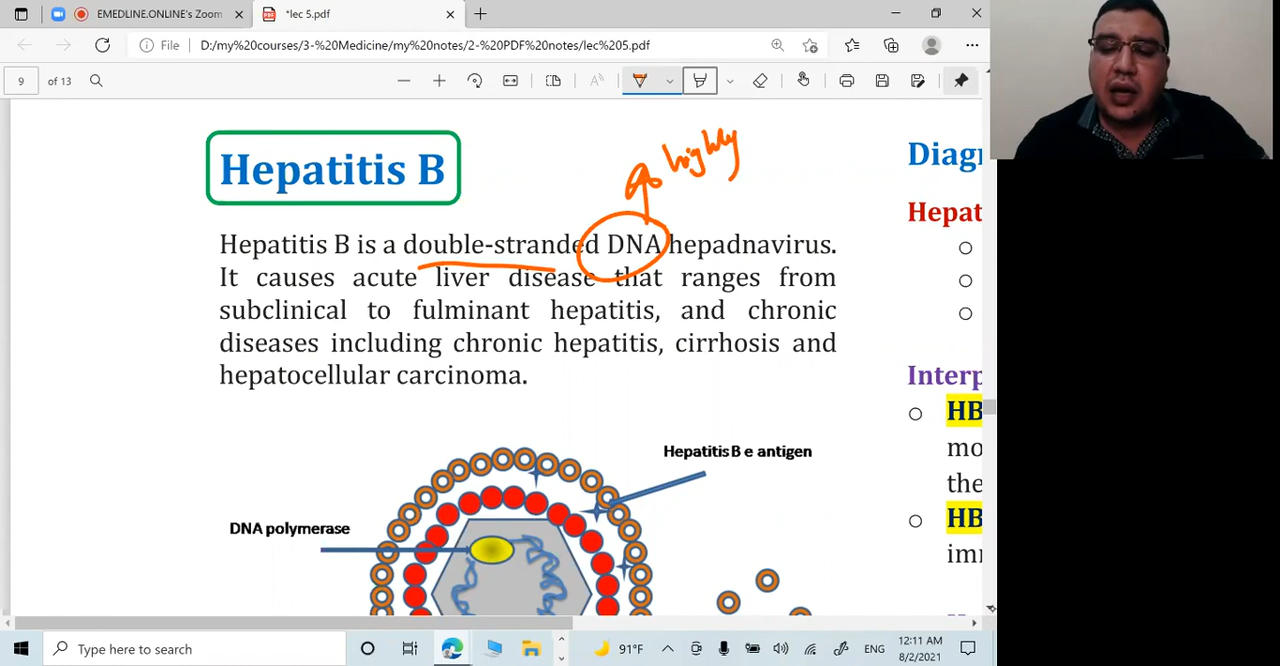 EMEDLINE.ONLINE's Zoom
*lec 5.pdf
File
D:/my%20courses/3-%20Medicine/my%20notes/2-%20PDF%20notes/lec%205.pdf
9
of 13
highly
Hepatitis B
Hepatitis B is a double-stranded DNA hepadnavirus.
It causes acute liver disease that ranges from
subclinical to fulminant hepatitis, and chronic
diseases including chronic hepatitis, cirrhosis and
hepatocellular carcinoma.
Hepatitis B e antigen
DNA polymerase
Diagn
Hepat
Interp
HB
mo
the
HB
im
Type here to search
91°F
ENG
12:11 AM
8/2/2021